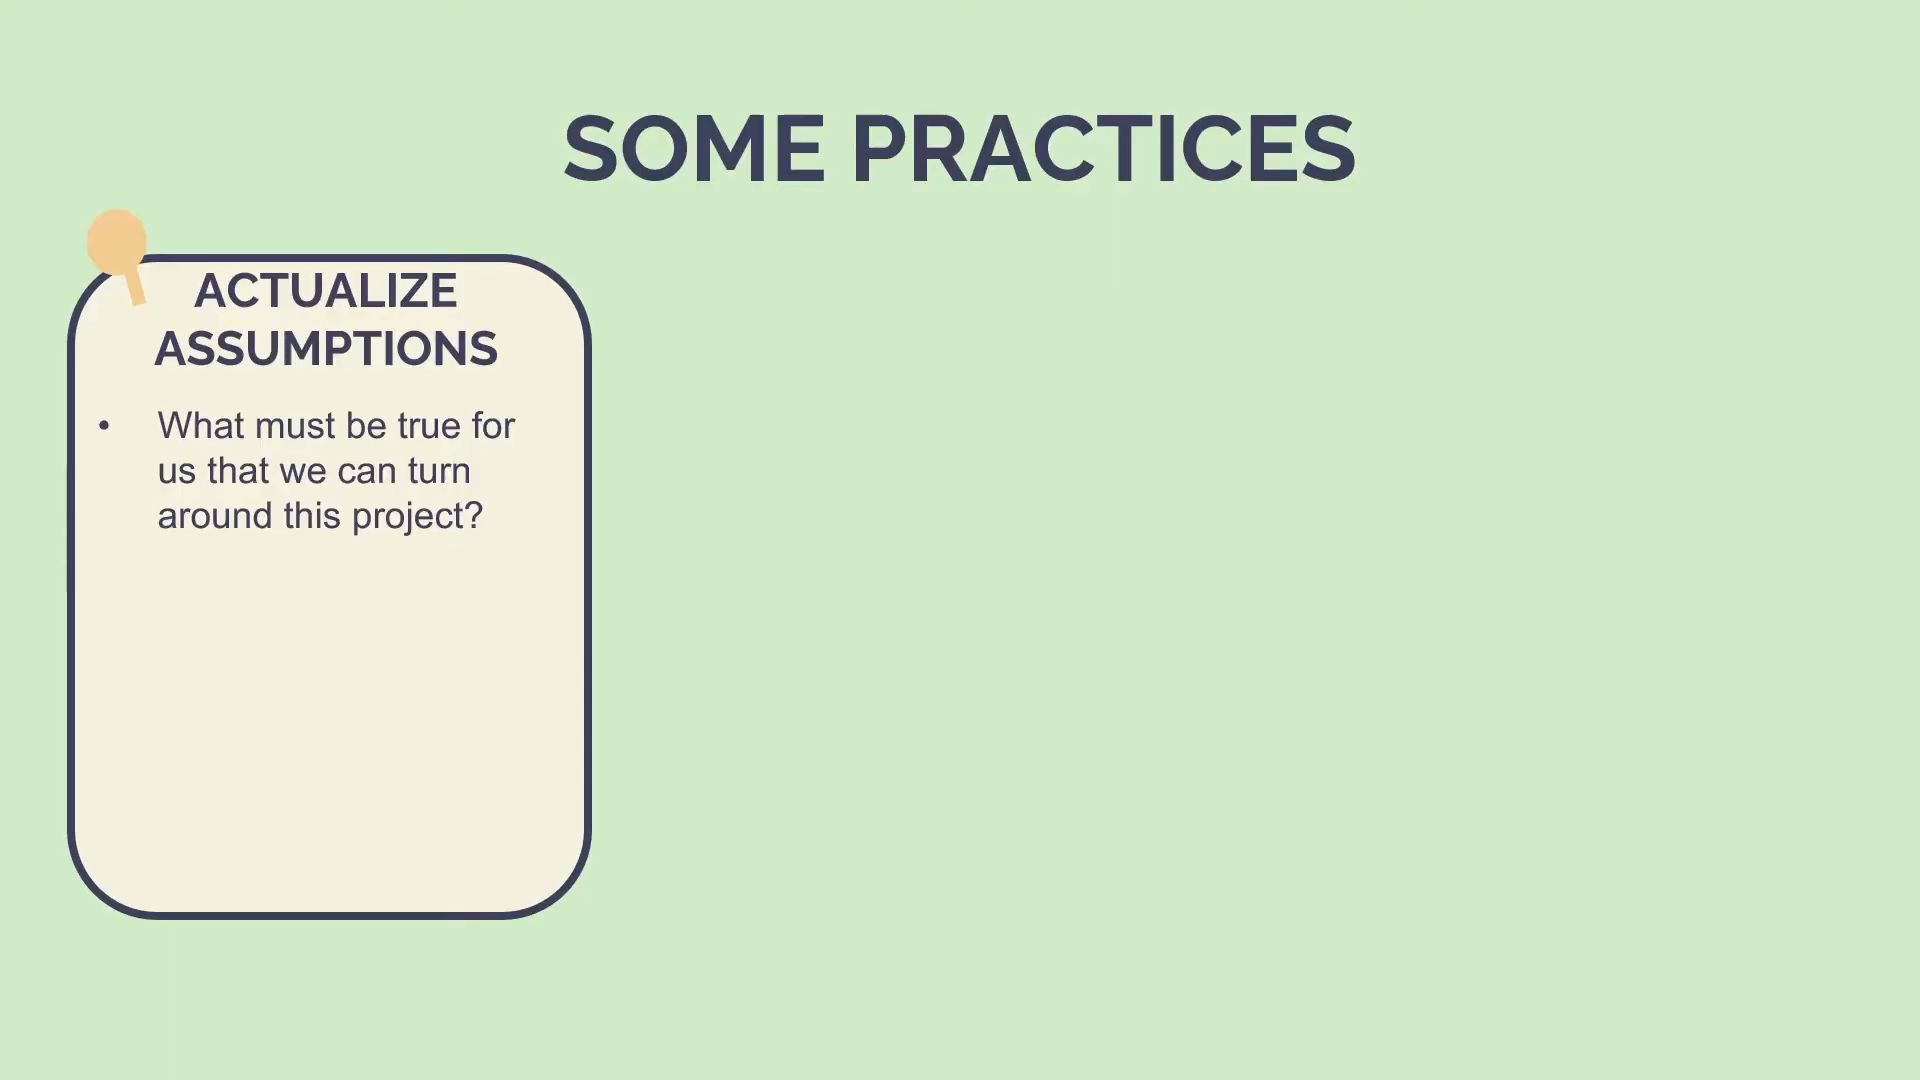 SOME PRACTICES
ACTUALIZE
ASSUMPTIONS
• What must be true for
us that we can turn
around this project?